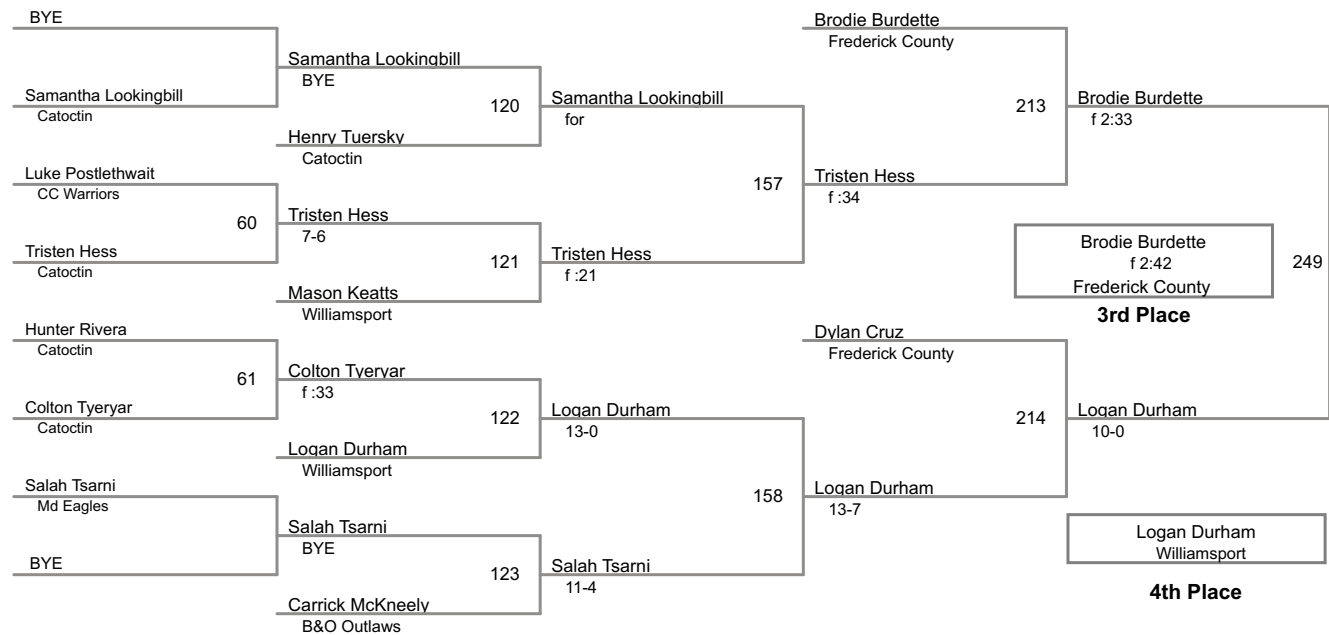 BYE
Samantha Lookingbill
Catoctin
Luke Postlethwait
CC Warriors
60
Tristen Hess
Catoctin
Hunter Rivera
Catoctin
61
Colton Tyeryar
Catoctin
Salah Tsarni
Md Eagles
BYE
Samantha Lookingbill
BYE
120
Henry Tuersky
Catoctin
Tristen Hess
7-6
121
Mason Keatts
Williamsport
Colton Tyeryar
f :33
122
Logan Durham
Williamsport
Salah Tsarni
BYE
123
Carrick McKneely
B&O Outlaws
Samantha Lookingbill
for
157
Tristen Hess
f :21
Logan Durham
13-0
158
Salah Tsarni
11-4
Brodie Burdette
Frederick County
213
Tristen Hess
f :34
Dylan Cruz
Frederick County
214
Logan Durham
13-7
Brodie Burdette
f 2:33
Brodie Burdette
f 2:42
Frederick County
249
3rd Place
Logan Durham
10-0
Logan Durham
Williamsport
4th Place